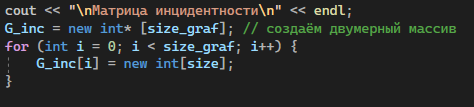 cout << "\nМатрица инцидентности\n" << endl;
G_inc = new int* [size_graf]; // создаём двумерный массив
for (int i = 0; i < size_graf; i++) {
    G_inc[i] = new int[size];
}